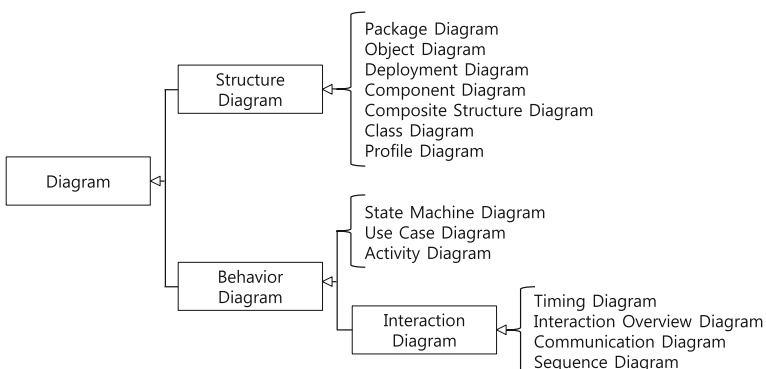 Package Diagram
Object Diagram
Deployment Diagram
Component Diagram
Composite Structure Diagram
Class Diagram
Profile Diagram
Structure
Diagram
Diagram
State Machine Diagram
Use Case Diagram
Activity Diagram
Behavior
Diagram
Interaction
Diagram
Timing Diagram
Interaction Overview Diagram
Communication Diagram
Sequence Diagram